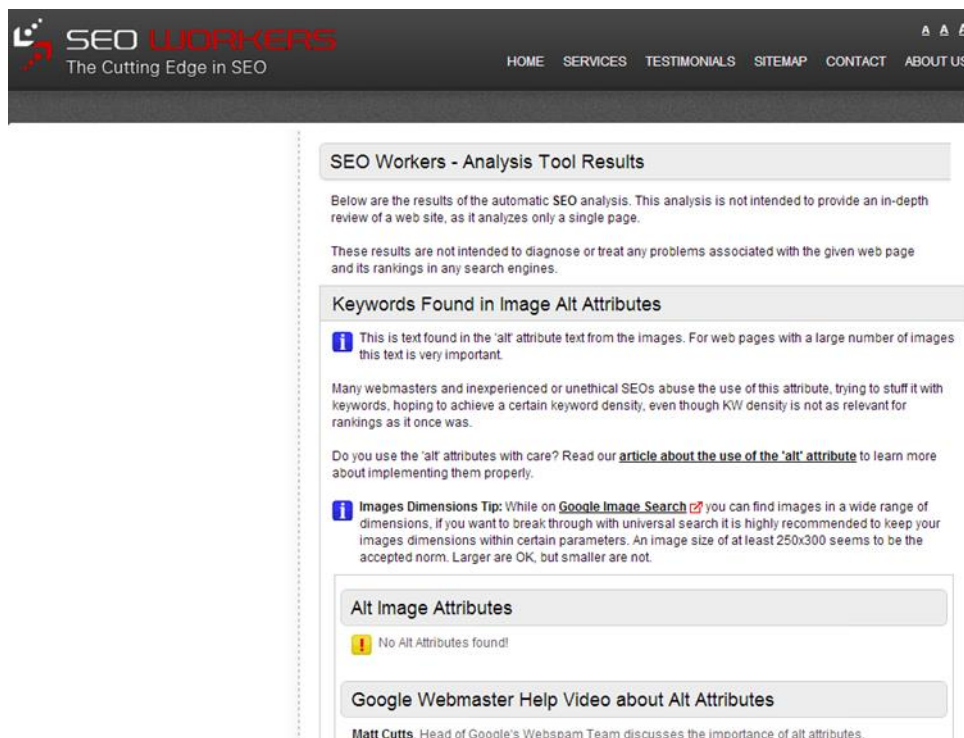 SEO WORKERS
The Cutting Edge in SEO
A A A
HOME SERVICES TESTIMONIALS SITEMAP CONTACT ABOUT US
SEO Workers - Analysis Tool Results
Below are the results of the automatic SEO analysis. This analysis is not intended to provide an in-depth
review of a web site, as it analyzes only a single page.
These results are not intended to diagnose or treat any problems associated with the given web page
and its rankings in any search engines.
Keywords Found in Image Alt Attributes
This is text found in the 'alt' attribute text from the images. For web pages with a large number of images
this text is very important.
Many webmasters and inexperienced or unethical SEOs abuse the use of this attribute, trying to stuff it with
keywords, hoping to achieve a certain keyword density, even though KW density is not as relevant for
rankings as it once was.
Do you use the 'alt' attributes with care? Read our article about the use of the 'alt' attribute to learn more
about implementing them properly.
Images Dimensions Tip: While on Google Image Search you can find images in a wide range of
dimensions, if you want to break through with universal search it is highly recommended to keep your
images dimensions within certain parameters. An image size of at least 250x300 seems to be the
accepted norm. Larger are OK, but smaller are not.
Alt Image Attributes
No Alt Attributes found!
Google Webmaster Help Video about Alt Attributes
Matt Cutts, Head of Google's Webspam Team discusses the importance of alt attributes.